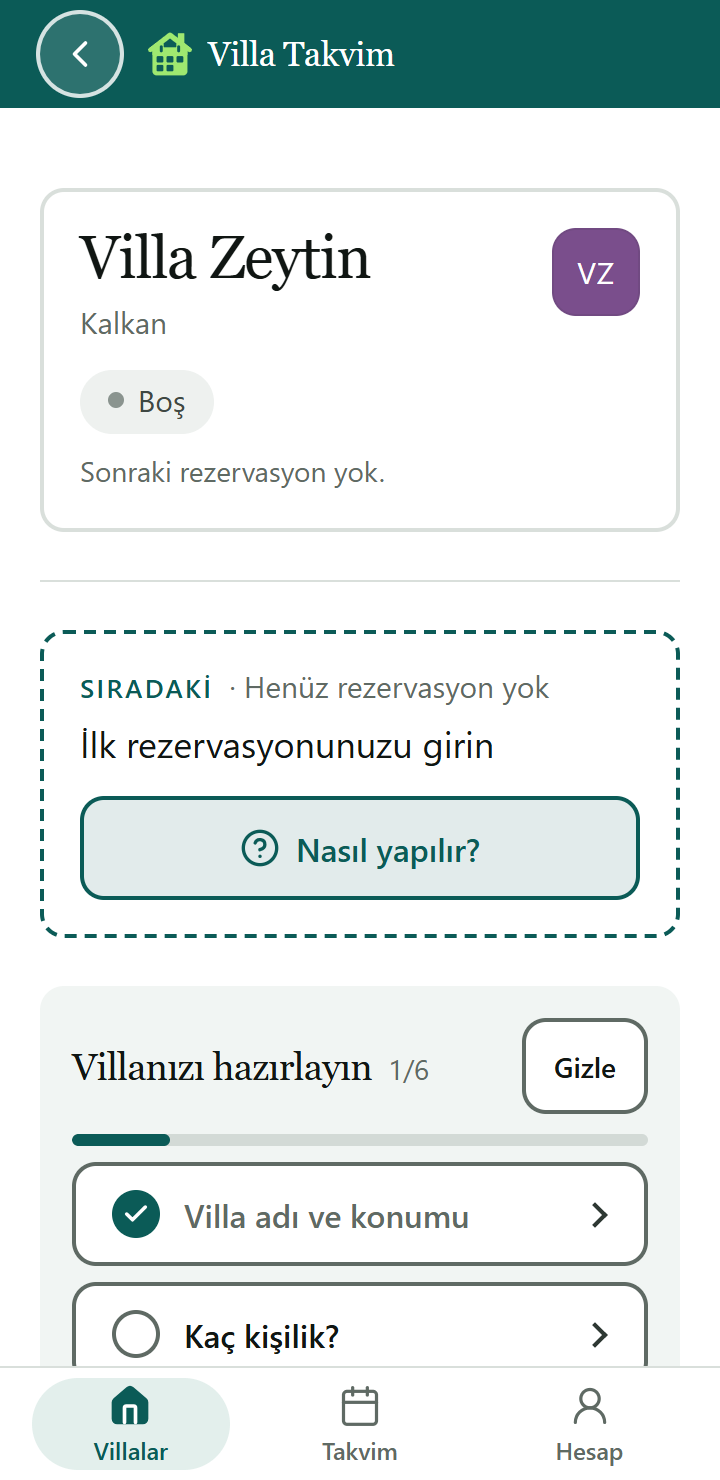 Villa Takvim
Villa Zeytin
VZ
Kalkan
Boş
Sonraki rezervasyon yok.
SIRADAKİ · Henüz rezervasyon yok
İlk rezervasyonunuzu girin
Nasıl yapılır?
Villanızı hazırlayın 1/6
Gizle
Villa adı ve konumu
Kaç kişilik?
Villalar
Takvim
Hesap